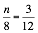 n/8 = 3/12